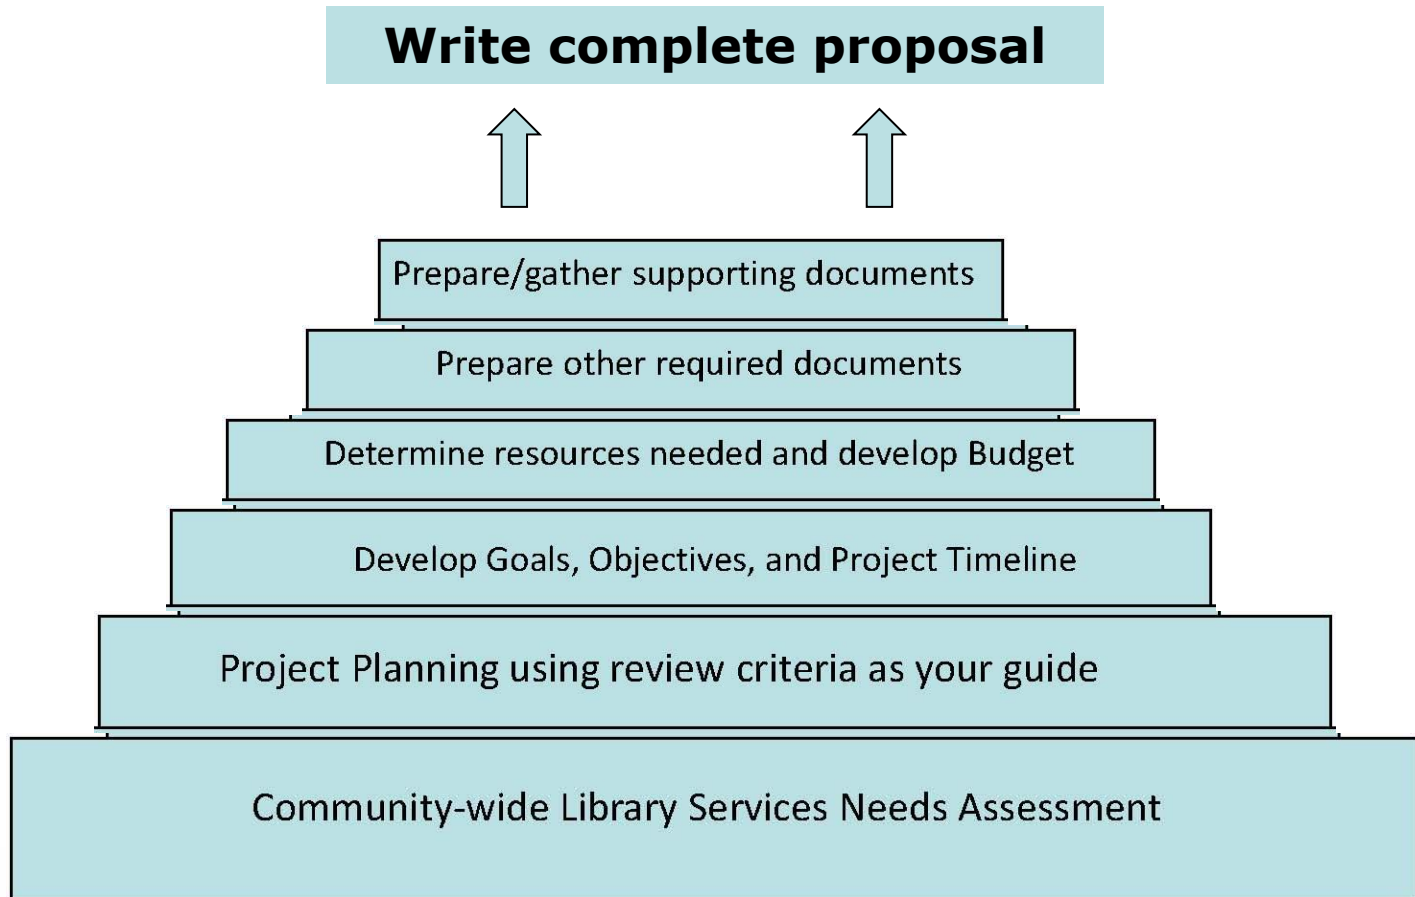 Write complete proposal
Prepare/gather supporting documents
Prepare other required documents
Determine resources needed and develop Budget
Develop Goals, Objectives, and Project Timeline
Project Planning using review criteria as your guide
Community-wide Library Services Needs Assessment